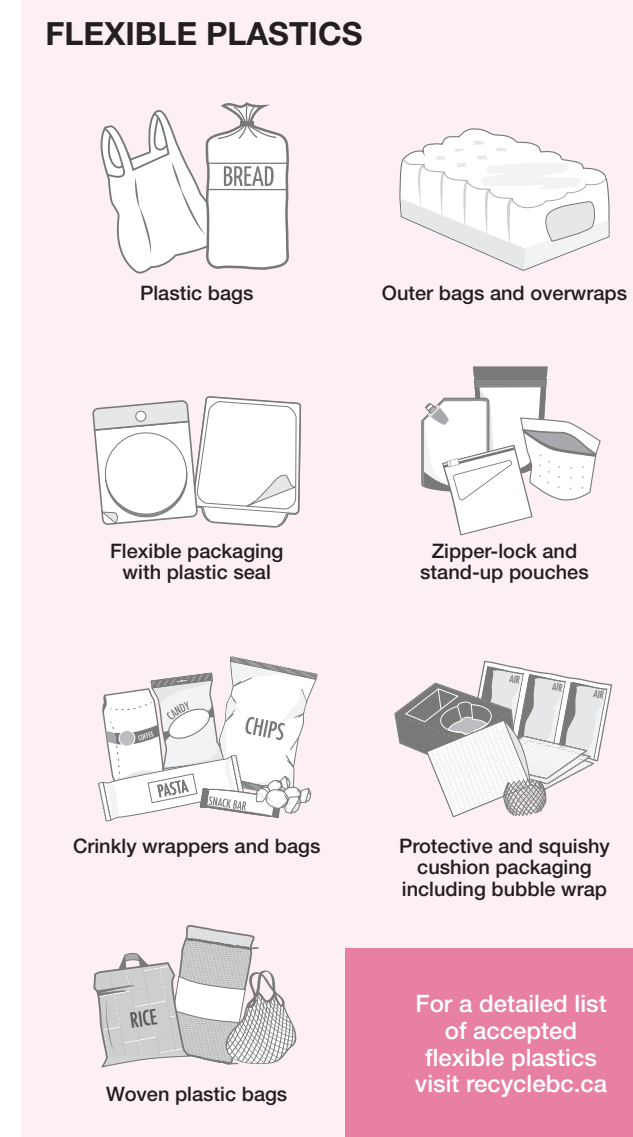 FLEXIBLE PLASTICS
BREAD
Plastic bags
Outer bags and overwraps
Flexible packaging
with plastic seal
Zipper-lock and
stand-up pouches
COFFEE
CANDY
CHIPS
PASTA
SNACK BAR
Crinkly wrappers and bags
AIR
AIR
AIR
Protective and squishy
cushion packaging
including bubble wrap
RICE
Woven plastic bags
For a detailed list
of accepted
flexible plastics
visit recyclebc.ca